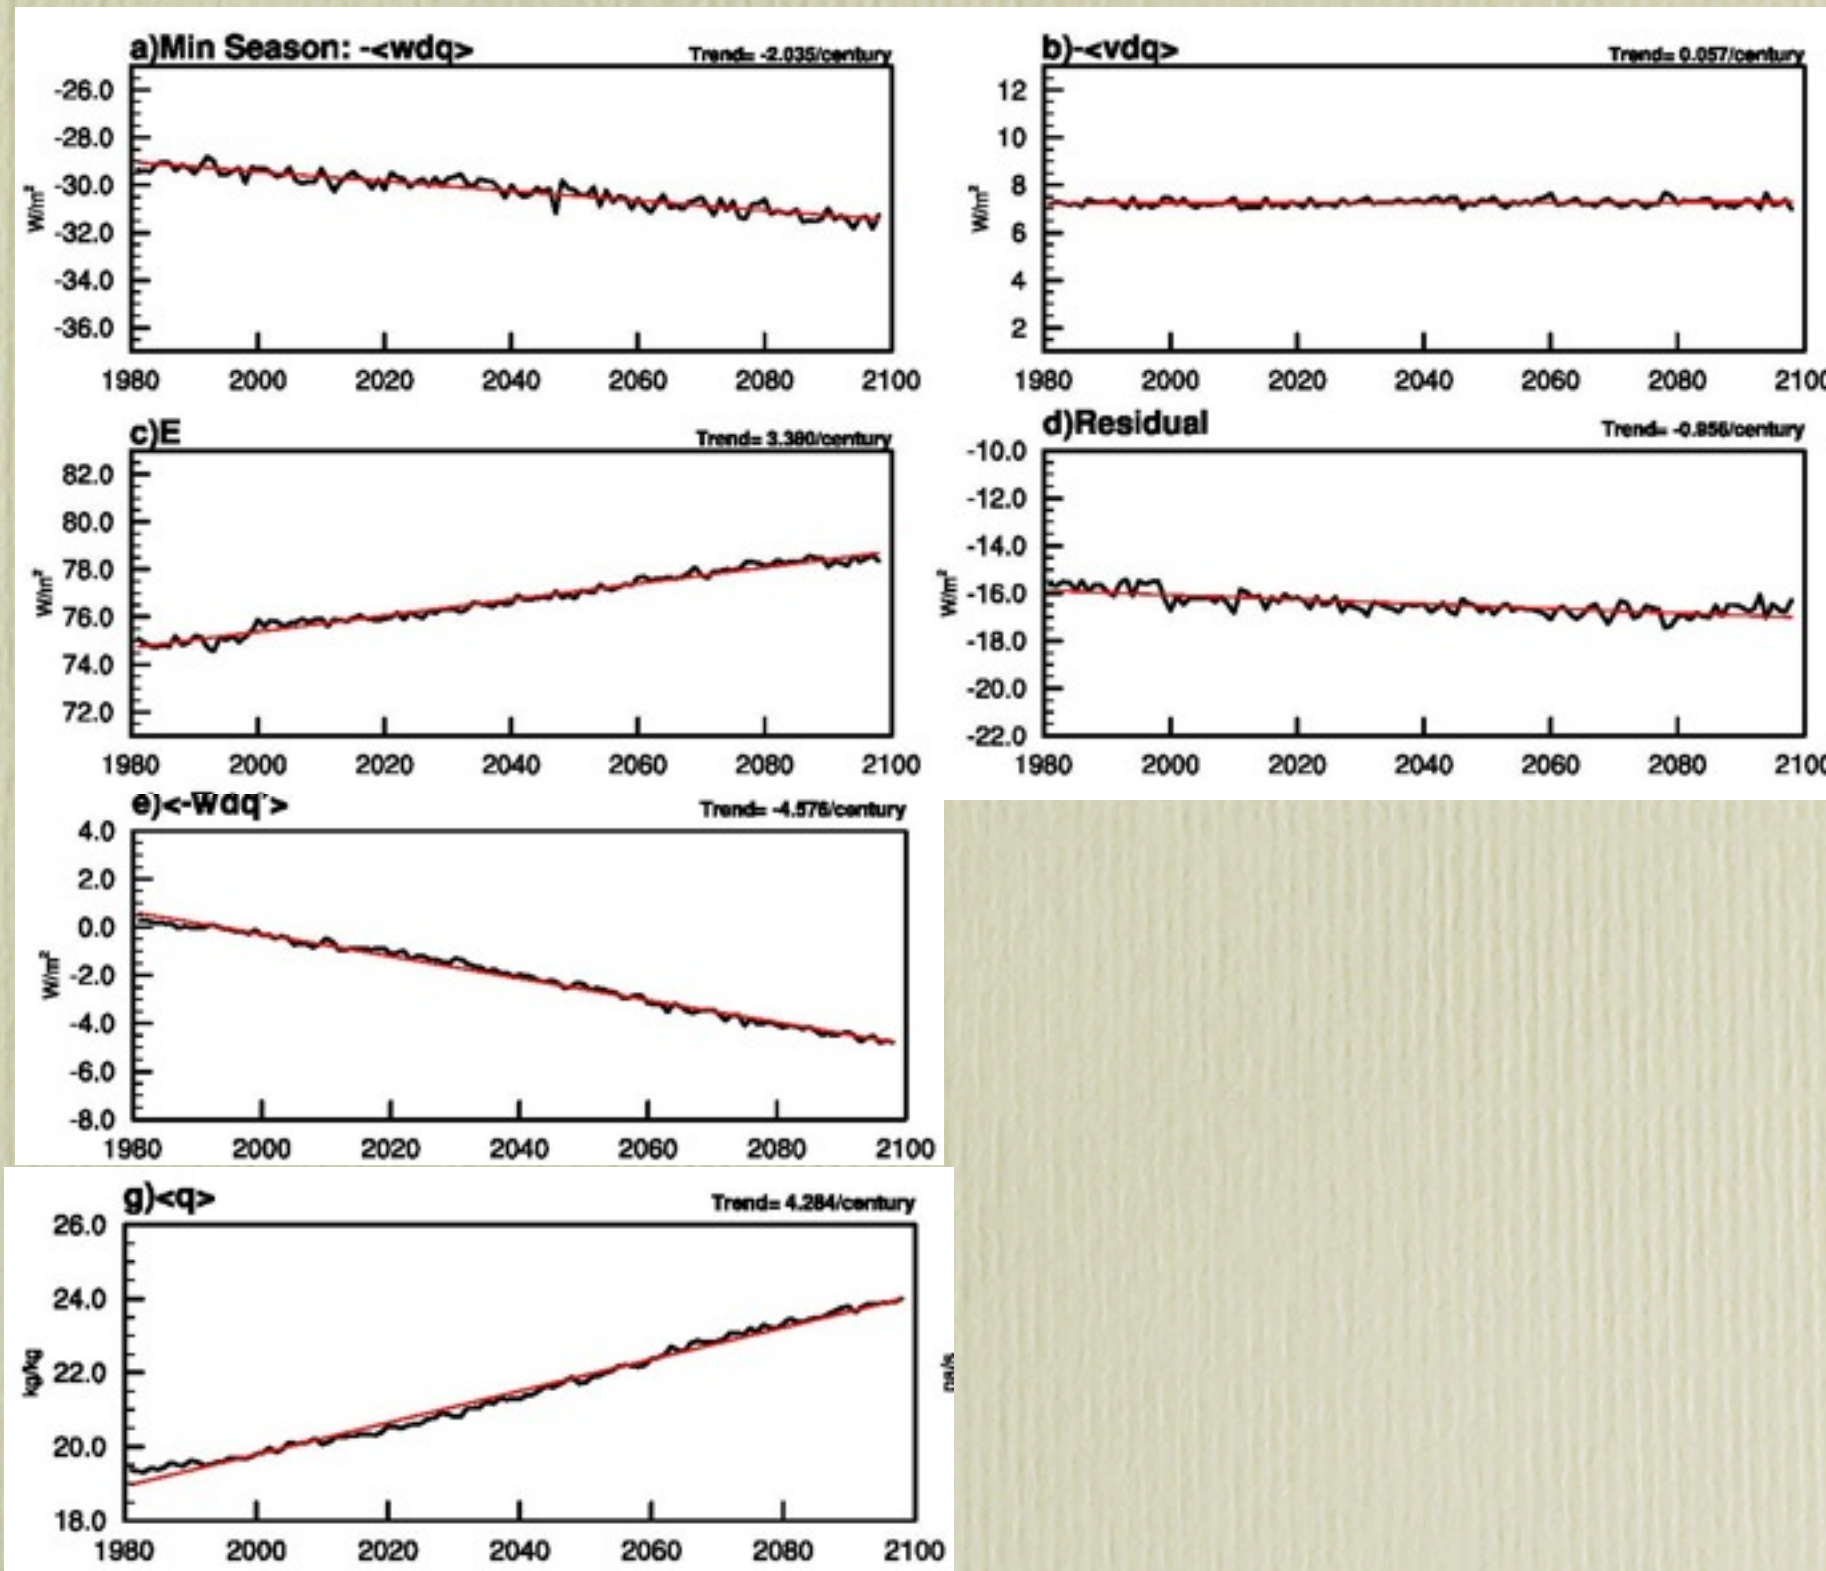 a)Min Season: -<wdq>
Trend= -2.035/century
-26.0
-28.0
-30.0
-32.0
-34.0
-36.0
W/m²
1980 2000 2020 2040 2060 2080 2100
b)-<vdq>
Trend= 0.057/century
12
10
8
6
4
2
W/m²
1980 2000 2020 2040 2060 2080 2100
c)E
Trend= 3.380/century
82.0
80.0
78.0
76.0
74.0
72.0
W/m²
1980 2000 2020 2040 2060 2080 2100
d)Residual
Trend= -0.856/century
-10.0
-12.0
-14.0
-16.0
-18.0
-20.0
-22.0
W/m²
1980 2000 2020 2040 2060 2080 2100
e)<-Wdq'>
Trend= -4.576/century
4.0
2.0
0.0
-2.0
-4.0
-6.0
-8.0
W/m²
1980 2000 2020 2040 2060 2080 2100
g)<q>
Trend= 4.284/century
26.0
24.0
22.0
20.0
18.0
kg/kg
1980 2000 2020 2040 2060 2080 2100